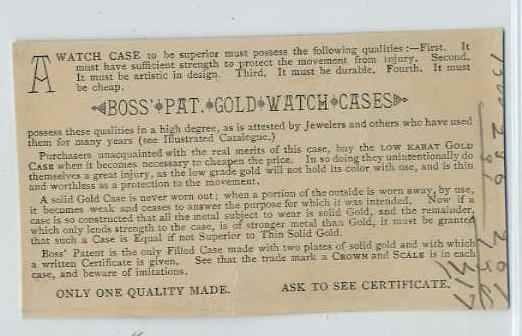 A WATCH CASE to be superior must possess the following qualities:—First. It
must have sufficient strength to protect the movement from injury. Second.
It must be artistic in design. Third. It must be durable. Fourth. It must
be cheap.
BOSS' PAT. GOLD WATCH CASES
possess these qualities in a high degree, as is attested by Jewelers and others who have used
them for many years (see Illustrated Catalogue.)
Purchasers unacquainted with the real merits of this case, buy the LOW KARAT GOLD
CASE when it becomes necessary to cheapen the price. In so doing they unintentionally do
themselves a great injury, as the low grade gold will not hold its color with use, and is thin
and worthless as a protection to the movement.
A solid Gold Case is never worn out; when a portion of the outside is worn away, by use,
it becomes weak and ceases to answer the purpose for which it was intended. Now if a
case is so constructed that all the metal subject to wear is solid Gold, and the remainder,
which only lends strength to the case, is of stronger metal than Gold, it must be granted
that such a Case is Equal if not Superior to Thin Solid Gold.
Boss' Patent is the only Filled Case made with two plates of solid gold and with which
a written Certificate is given. See that the trade mark a CROWN and SCALE is in each
case, and beware of imitations.
ONLY ONE QUALITY MADE. ASK TO SEE CERTIFICATE.